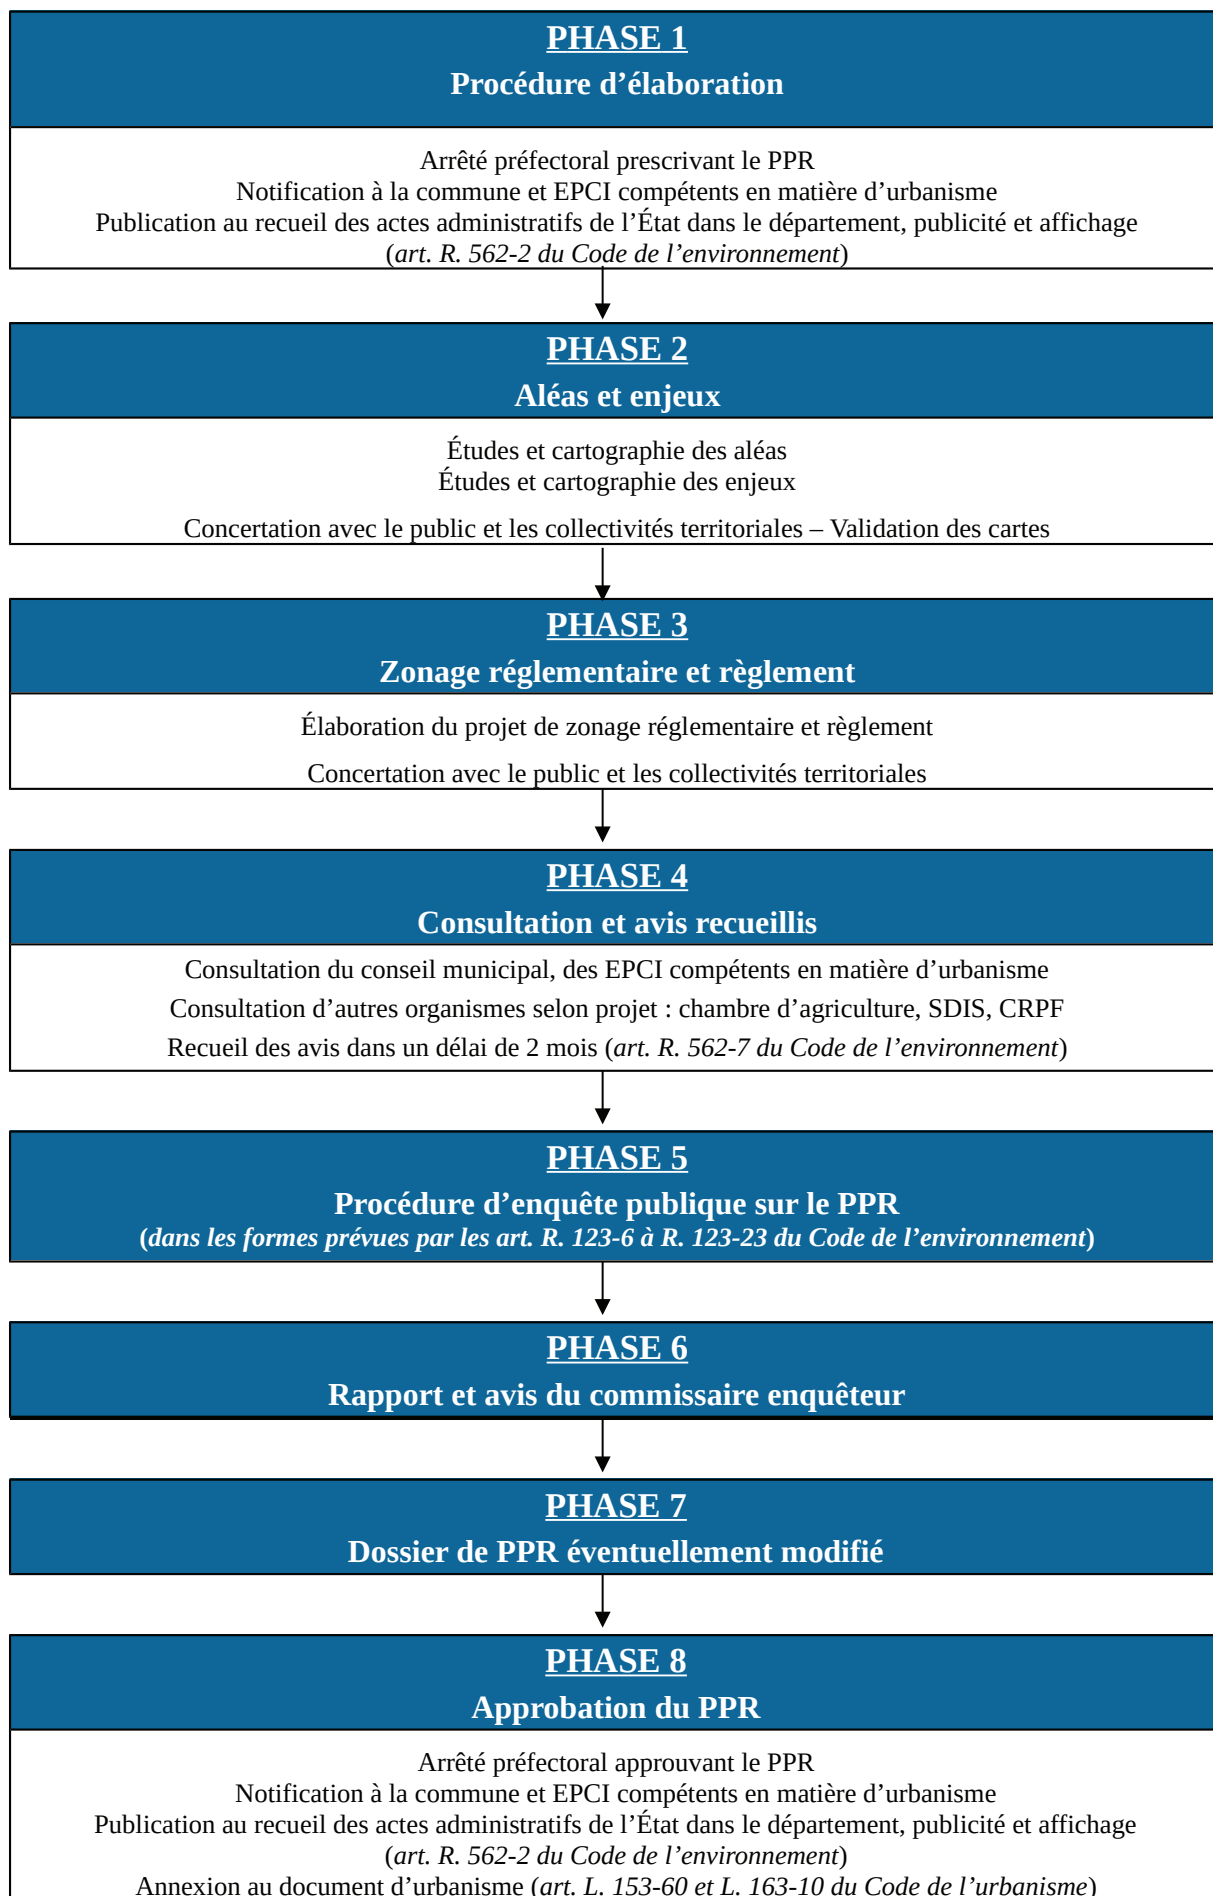 PHASE 1
Procédure d’élaboration
Arrêté préfectoral prescrivant le PPR
Notification à la commune et EPCI compétents en matière d’urbanisme
Publication au recueil des actes administratifs de l’État dans le département, publicité et affichage
(art. R. 562-2 du Code de l’environnement)
PHASE 2
Aléas et enjeux
Études et cartographie des aléas
Études et cartographie des enjeux
Concertation avec le public et les collectivités territoriales – Validation des cartes
PHASE 3
Zonage réglementaire et règlement
Élaboration du projet de zonage réglementaire et règlement
Concertation avec le public et les collectivités territoriales
PHASE 4
Consultation et avis recueillis
Consultation du conseil municipal, des EPCI compétents en matière d’urbanisme
Consultation d’autres organismes selon projet : chambre d’agriculture, SDIS, CRPF
Recueil des avis dans un délai de 2 mois (art. R. 562-7 du Code de l’environnement)
PHASE 5
Procédure d’enquête publique sur le PPR
(dans les formes prévues par les art. R. 123-6 à R. 123-23 du Code de l’environnement)
PHASE 6
Rapport et avis du commissaire enquêteur
PHASE 7
Dossier de PPR éventuellement modifié
PHASE 8
Approbation du PPR
Arrêté préfectoral approuvant le PPR
Notification à la commune et EPCI compétents en matière d’urbanisme
Publication au recueil des actes administratifs de l’État dans le département, publicité et affichage
(art. R. 562-2 du Code de l’environnement)
Annexion au document d’urbanisme (art. L. 153-60 et L. 163-10 du Code de l’urbanisme)